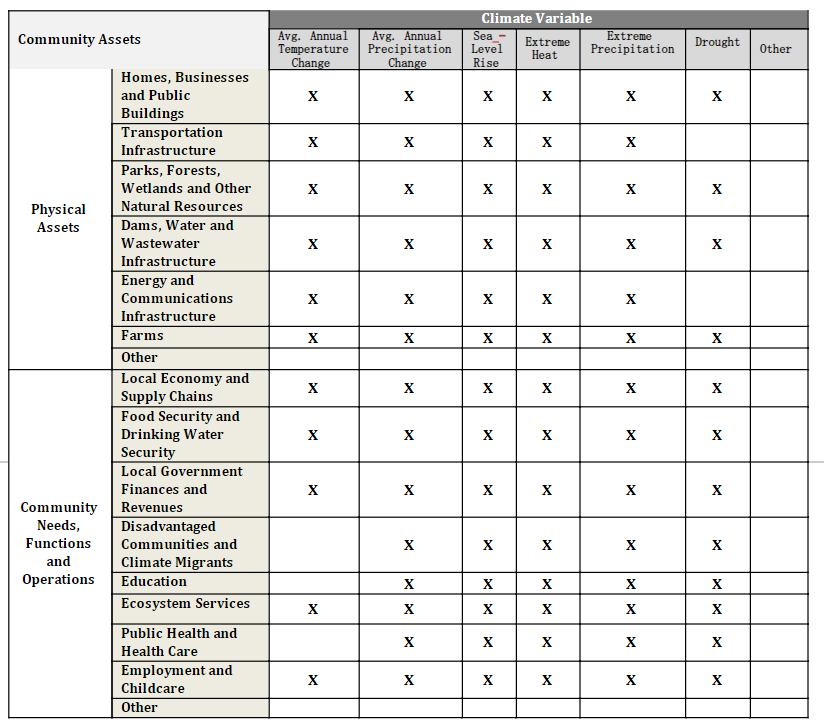 Climate Variable
Community Assets
Avg. Annual
Temperature
Change
Avg. Annual
Precipitation
Change
Sea
Level
Rise
Extreme
Heat
Extreme
Precipitation
Drought
Other
Physical
Assets
Homes, Businesses
and Public
Buildings
X X X X X X
Transportation
Infrastructure
X X X X X
Parks, Forests,
Wetlands and Other
Natural Resources
X X X X X X
Dams, Water and
Wastewater
Infrastructure
X X X X X X
Energy and
Communications
Infrastructure
X X X X X
Farms
X X X X X X
Other
Community
Needs,
Functions
and
Operations
Local Economy and
Supply Chains
X X X X X X
Food Security and
Drinking Water
Security
X X X X X X
Local Government
Finances and
Revenues
X X X X X X
Disadvantaged
Communities and
Climate Migrants
X X X X X
Education
X X X X X
Ecosystem Services
X X X X X X
Public Health and
Health Care
X X X X X
Employment and
Childcare
X X X X X X
Other